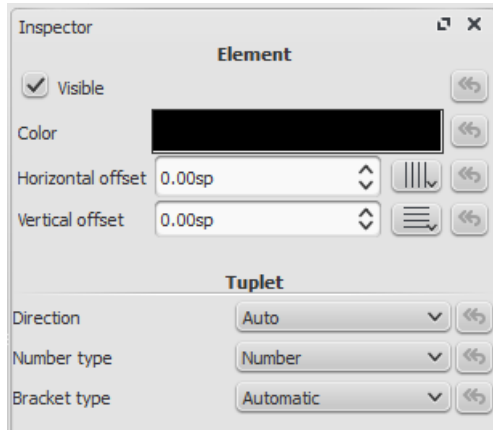 Inspector
Element
Visible
Color
Horizontal offset 0.00sp
Vertical offset 0.00sp
Tuplet
Direction Auto
Number type Number
Bracket type Automatic